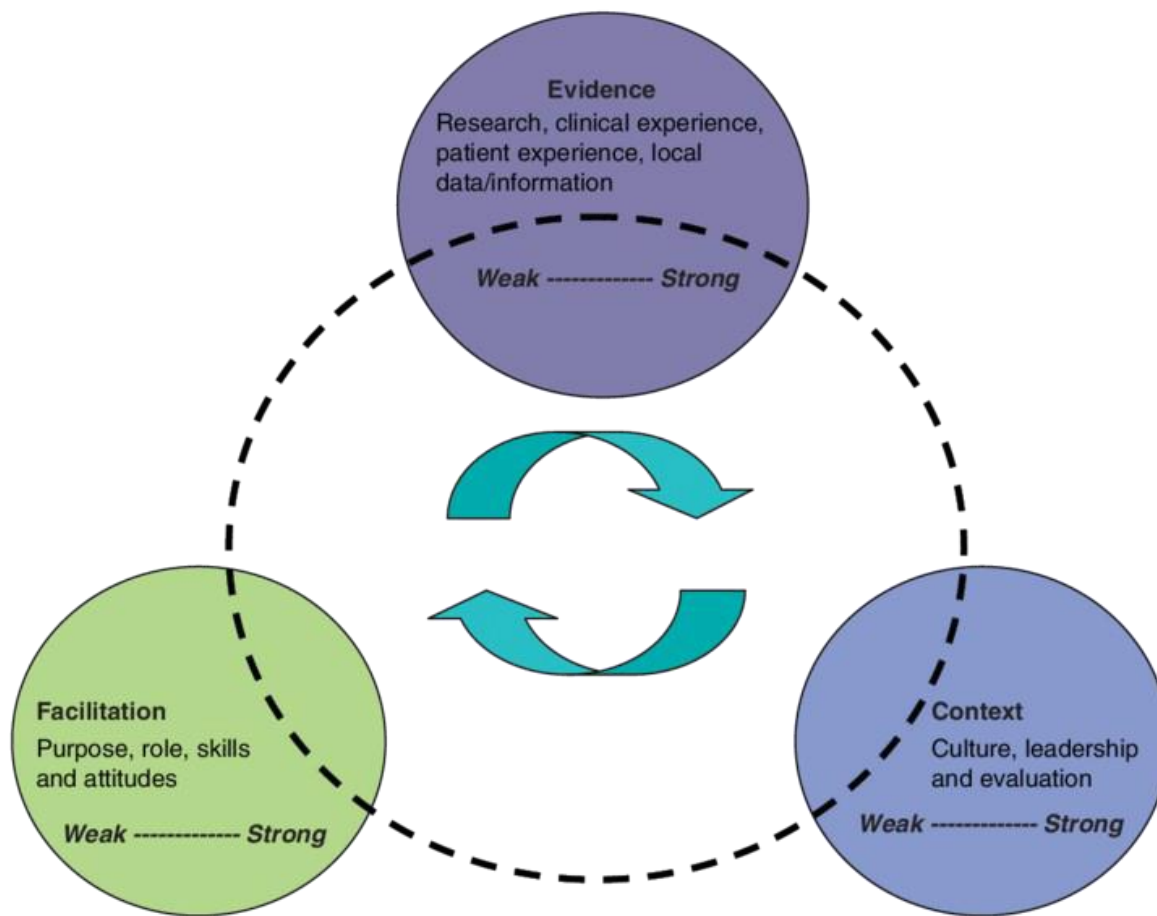 Evidence
Research, clinical experience,
patient experience, local
data/information
Weak ------------- Strong
Facilitation
Purpose, role, skills
and attitudes
Weak ------------- Strong
Context
Culture, leadership
and evaluation
Weak ------------- Strong